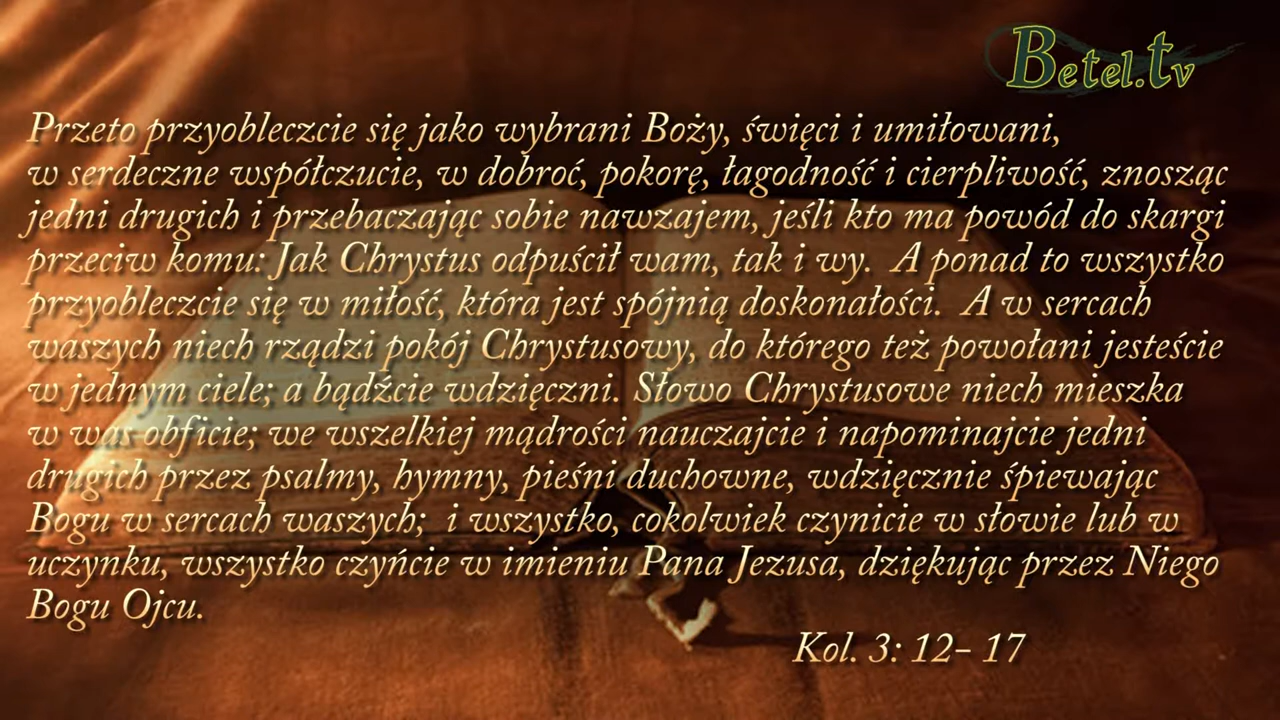 Betel.tv
Przeto przyobleczcie się jako wybrani Boży, święci i umiłowani,
w serdeczne współczucie, w dobroć, pokorę, łagodność i cierpliwość, znosząc
jedni drugich i przebaczając sobie nawzajem, jeśli kto ma powód do skargi
przeciw komu: Jak Chrystus odpuścił wam, tak i wy. A ponad to wszystko
przyobleczcie się w miłość, która jest spójnią doskonałości. A w sercach
waszych niech rządzi pokój Chrystusowy, do którego też powołani jesteście
w jednym ciele; a bądźcie wdzięczni. Słowo Chrystusowe niech mieszka
w was obficie; we wszelkiej mądrości nauczajcie i napominajcie jedni
drugich przez psalmy, hymny, pieśni duchowne, wdzięcznie śpiewając
Bogu w sercach waszych; i wszystko, cokolwiek czynicie w słowie lub w
uczynku, wszystko czyńcie w imieniu Pana Jezusa, dziękując przez Niego
Bogu Ojcu.
Kol. 3: 12- 17